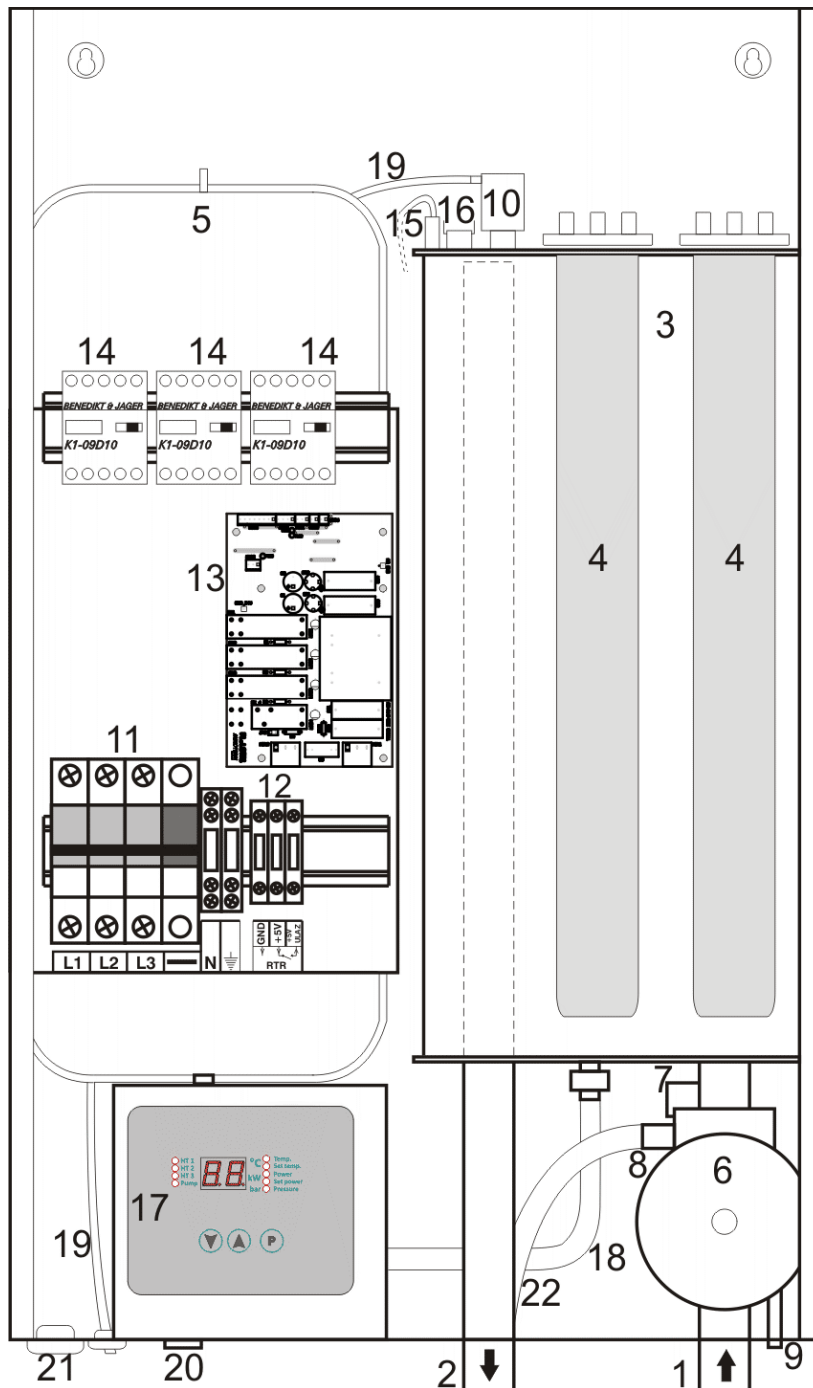 19
5
15
16
10
3
14
14
14
BENEDIKT & JAGER
BENEDIKT & JAGER
BENEDIKT & JAGER
K1-09D10
K1-09D10
K1-09D10
4
4
13
11
12
L1
L2
L3
N
GND
+5V
+5V
ULAZ
RTR
7
8
6
HT 1
HT 2
HT 3
Pump
88
°C
kW
bar
Temp.
Set temp.
Power
Set power
Pressure
17
P
19
18
22
21
20
2
1
9